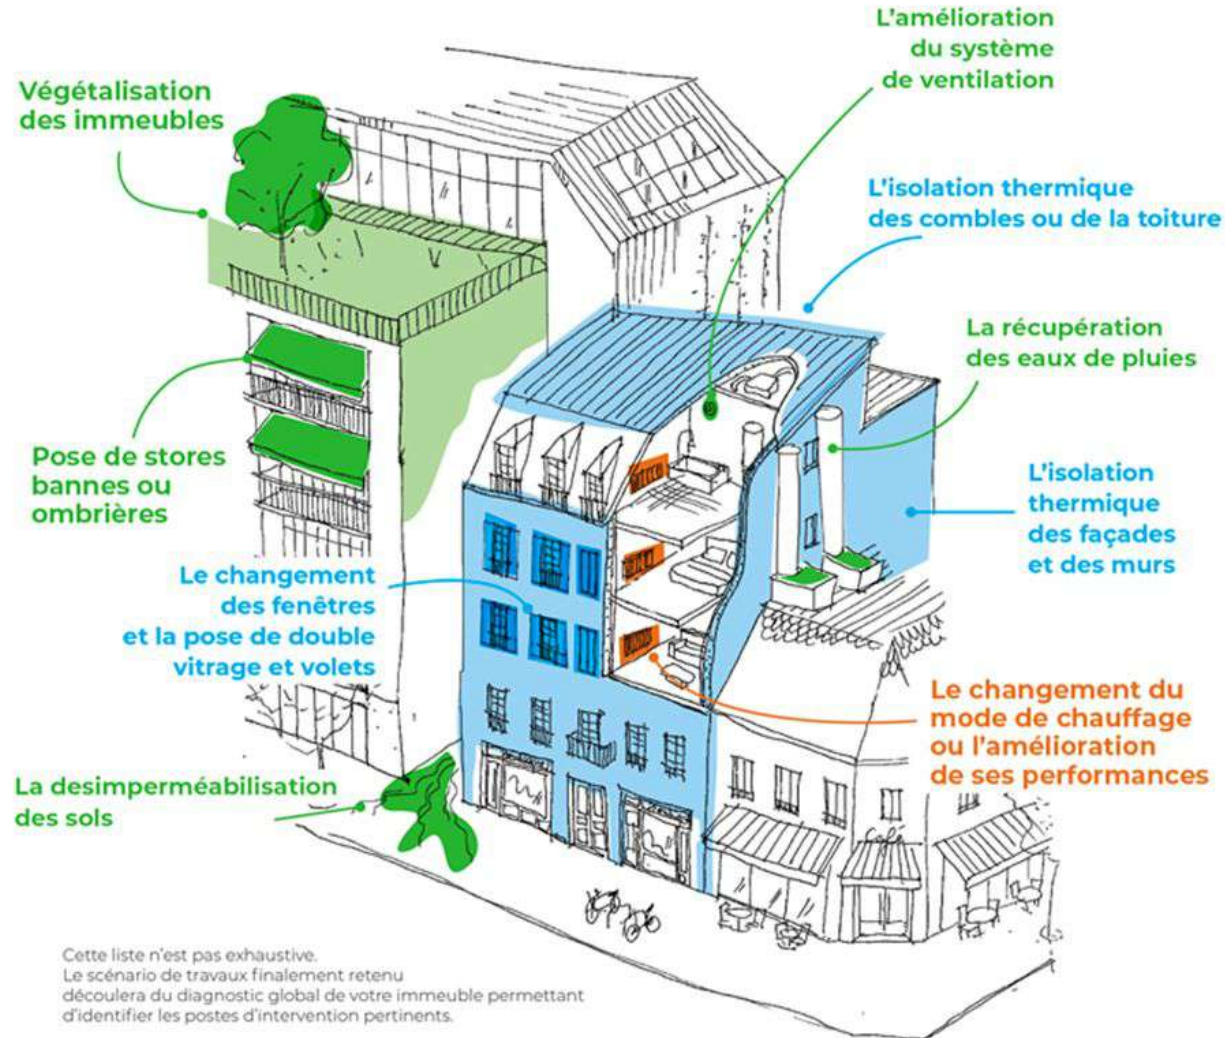 L'amélioration
du système
de ventilation
Végétalisation
des immeubles
L'isolation thermique
des combles ou de la toiture
La récupération
des eaux de pluies
Pose de stores
bannes ou
ombrières
L'isolation
thermique
des façades
et des murs
Le changement
des fenêtres
et la pose de double
vitrage et volets
Le changement du
mode de chauffage
ou l'amélioration
de ses performances
La desimperméabilisation
des sols
Café
Cette liste n'est pas exhaustive.
Le scénario de travaux finalement retenu
découlera du diagnostic global de votre immeuble permettant
d'identifier les postes d'intervention pertinents.